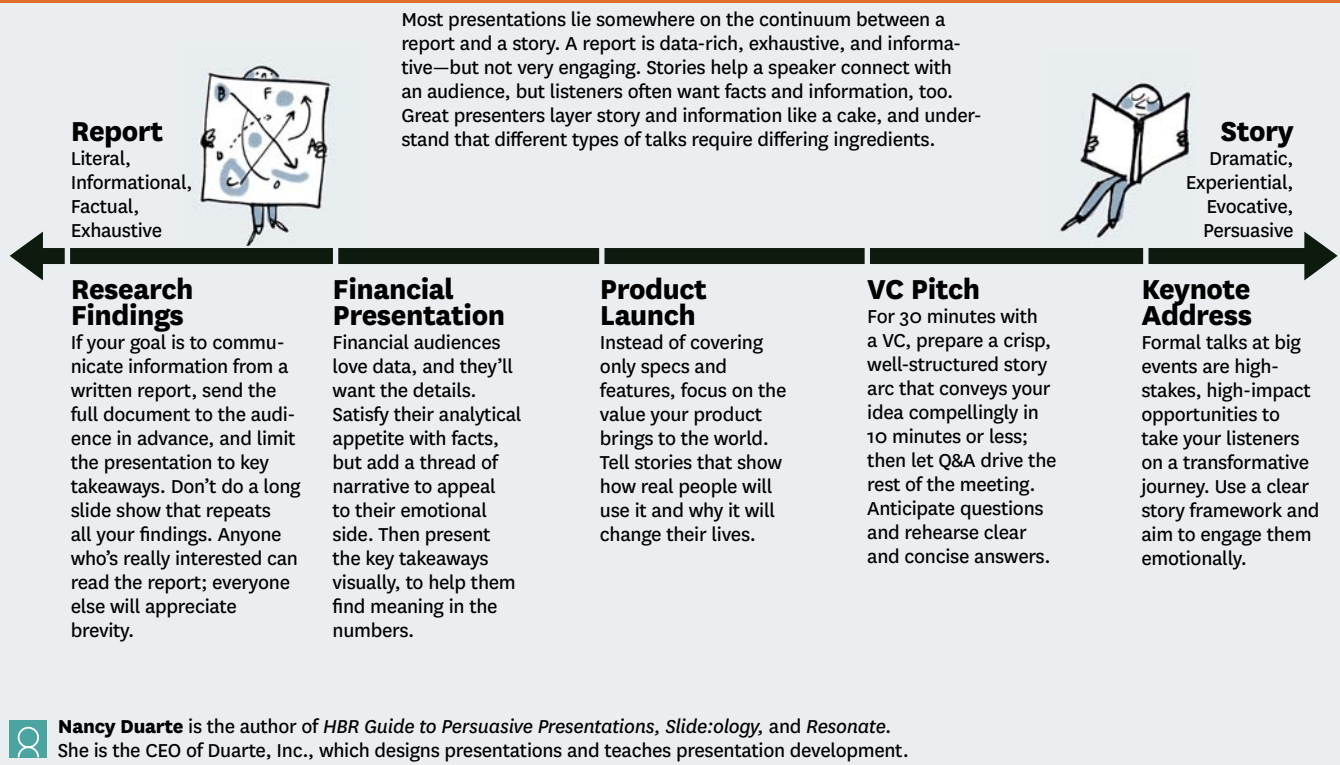 Most presentations lie somewhere on the continuum between a
report and a story. A report is data-rich, exhaustive, and informa-
tive—but not very engaging. Stories help a speaker connect with
an audience, but listeners often want facts and information, too.
Great presenters layer story and information like a cake, and under-
stand that different types of talks require differing ingredients.
Report
Literal,
Informational,
Factual,
Exhaustive
B
F
D
A
C
O
Story
Dramatic,
Experiential,
Evocative,
Persuasive
Research
Findings
If your goal is to commu-
nicate information from a
written report, send the
full document to the audi-
ence in advance, and limit
the presentation to key
takeaways. Don’t do a long
slide show that repeats
all your findings. Anyone
who’s really interested can
read the report; everyone
else will appreciate
brevity.
Financial
Presentation
Financial audiences
love data, and they’ll
want the details.
Satisfy their analytical
appetite with facts,
but add a thread of
narrative to appeal
to their emotional
side. Then present
the key takeaways
visually, to help them
find meaning in the
numbers.
Product
Launch
Instead of covering
only specs and
features, focus on the
value your product
brings to the world.
Tell stories that show
how real people will
use it and why it will
change their lives.
VC Pitch
For 30 minutes with
a VC, prepare a crisp,
well-structured story
arc that conveys your
idea compellingly in
10 minutes or less;
then let Q&A drive the
rest of the meeting.
Anticipate questions
and rehearse clear
and concise answers.
Keynote
Address
Formal talks at big
events are high-
stakes, high-impact
opportunities to
take your listeners
on a transformative
journey. Use a clear
story framework and
aim to engage them
emotionally.
Nancy Duarte is the author of HBR Guide to Persuasive Presentations, Slide:ology, and Resonate.
She is the CEO of Duarte, Inc., which designs presentations and teaches presentation development.